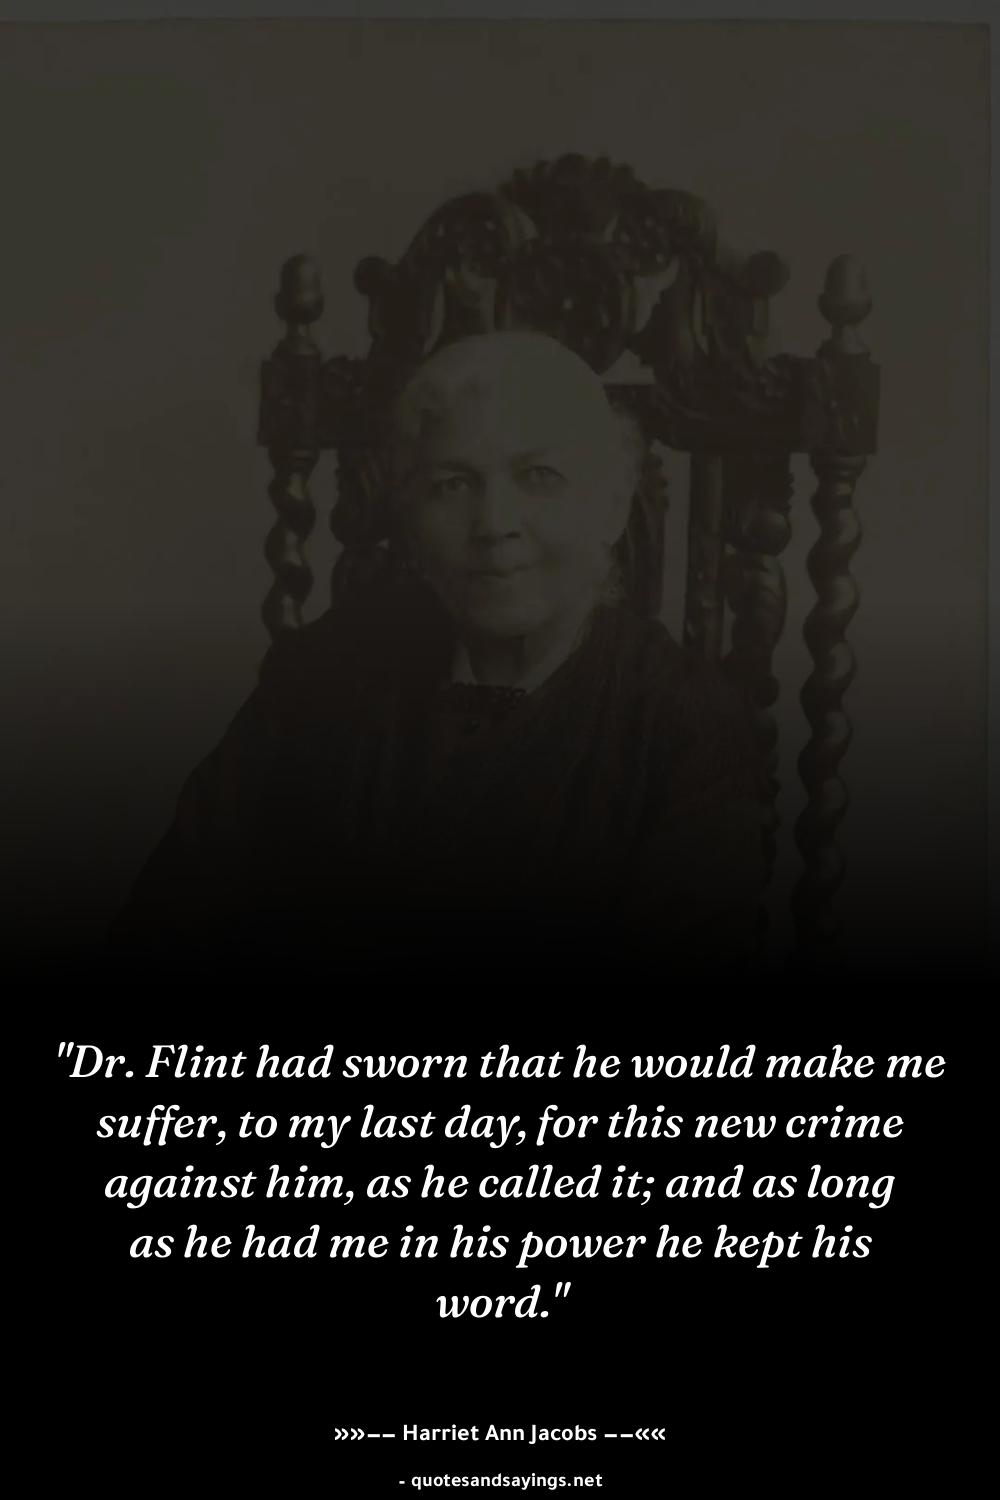 "Dr. Flint had sworn that he would make me
suffer, to my last day, for this new crime
against him, as he called it; and as long
as he had me in his power he kept his
word."
»»–– Harriet Ann Jacobs ––««
- quotesandsayings.net